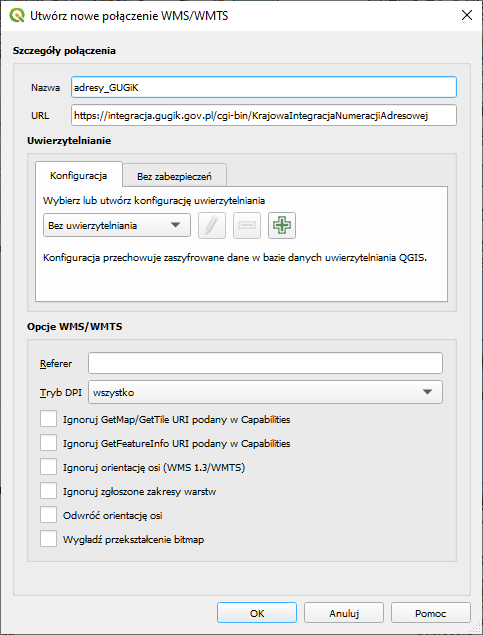 Utwórz nowe połączenie WMS/WMTS
Szczegóły połączenia
Nazwa adresy_GUGiK
URL https://integracja.gugik.gov.pl/cgi-bin/KrajowaIntegracjaNumeracjiAdresowej
Uwierzytelnianie
Konfiguracja Bez zabezpieczeń
Wybierz lub utwórz konfigurację uwierzytelniania
Bez uwierzytelniania
Konfiguracja przechowuje zaszyfrowane dane w bazie danych uwierzytelniania QGIS.
Opcje WMS/WMTS
Referer
Tryb DPI wszystko
Ignoruj GetMap/GetTile URI podany w Capabilities
Ignoruj GetFeatureInfo URI podany w Capabilities
Ignoruj orientację osi (WMS 1.3/WMTS)
Ignoruj zgłoszone zakresy warstw
Odwróć orientację osi
Wygładź przekształcenie bitmap
OK Anuluj Pomoc